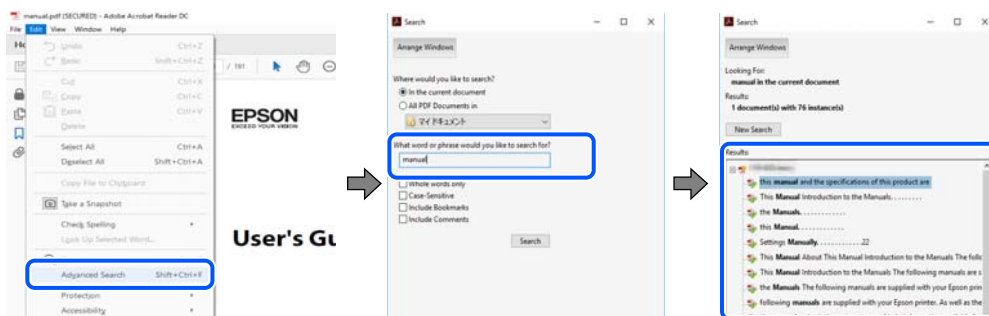 manual.pdf (SECURED) - Adobe Acrobat Reader DC
File Edit View Window Help
Undo Ctrl+Z
Redo Shift+Ctrl+Z
Cut Ctrl+X
Copy Ctrl+C
Paste Ctrl+V
Delete
Select All Ctrl+A
Deselect All Shift+Ctrl+A
Copy File to Clipboard
Take a Snapshot
Check Spelling
Look Up Selected Word...
Advanced Search Shift+Ctrl+F
Protection
Accessibility
/ 191
EPSON
EXCEED YOUR VISION
User's Gu
Search
Arrange Windows
Where would you like to search?
In the current document
All PDF Documents in
マイ ドキュメント
What word or phrase would you like to search for?
manual
Whole words only
Case-Sensitive
Include Bookmarks
Include Comments
Search
Search
Arrange Windows
Looking For:
manual in the current document
Results:
1 document(s) with 76 instance(s)
New Search
Results:
this manual and the specifications of this product are
This Manual Introduction to the Manuals. . . . . . . . .
the Manuals. . . . . . . . . . . . .
this Manual. . . . . . . . . . . . .
Settings Manually. . . . . . . . . . . . .22
This Manual About This Manual Introduction to the Manuals The follo
This Manual Introduction to the Manuals The following manuals are s
the Manuals The following manuals are supplied with your Epson prin
following manuals are supplied with your Epson printer. As well as the